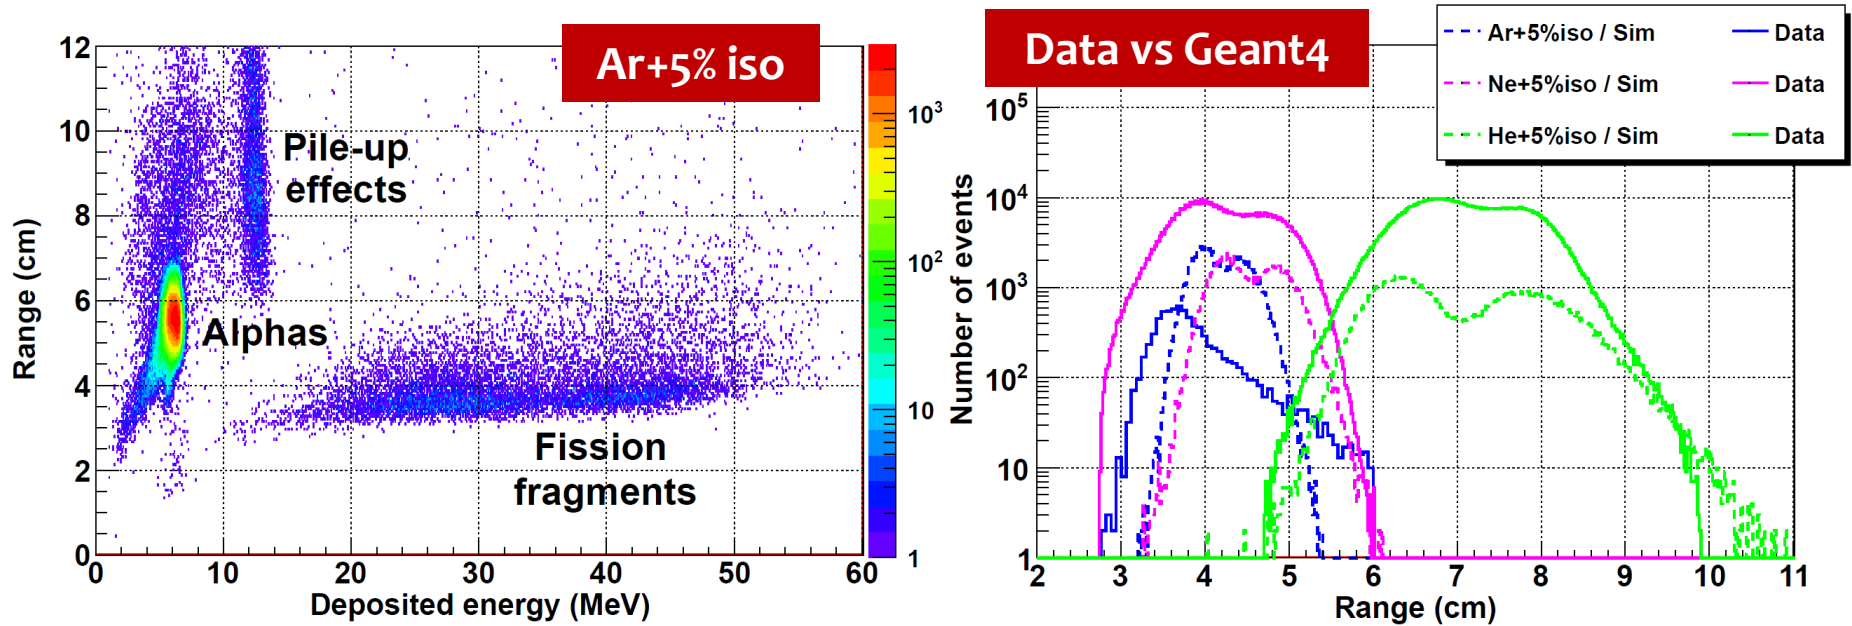 Ar+5% iso
12
10
8
6
4
2
0
Range (cm)
Pile-up
effects
Alphas
Fission
fragments
0 10 20 30 40 50 60
Deposited energy (MeV)
10³
10²
10
1
Data vs Geant4
Ar+5%iso / Sim Data
Ne+5%iso / Sim Data
He+5%iso / Sim Data
10⁵
10⁴
10³
10²
10
1
Number of events
2 3 4 5 6 7 8 9 10 11
Range (cm)